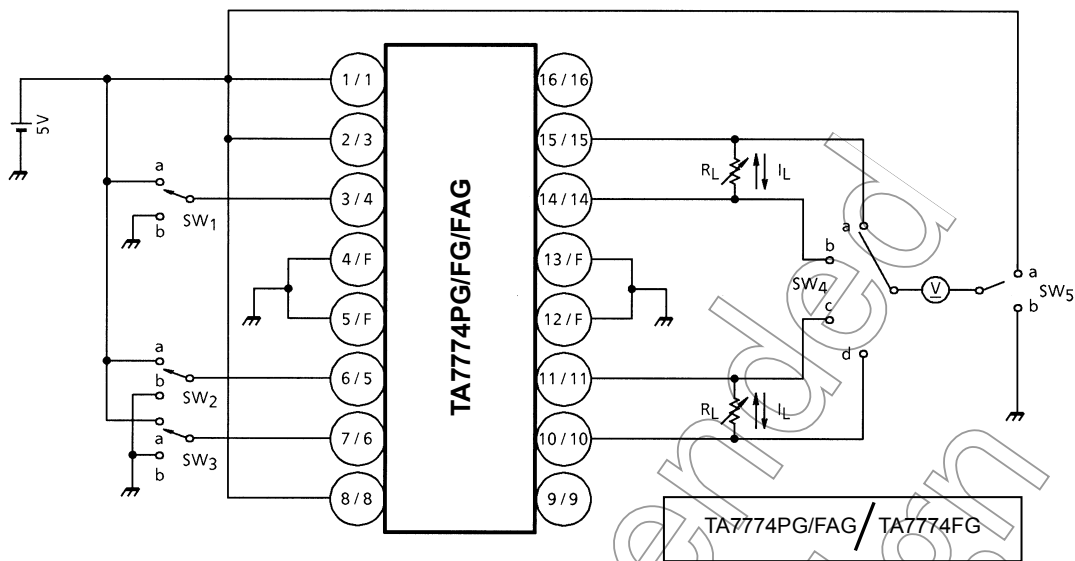 5V
1 / 1
2 / 3
3 / 4
4 / F
5 / F
6 / 5
7 / 6
8 / 8
a
b
SW1
a
b
SW2
a
b
SW3
TA7774PG/FG/FAG
16 / 16
15 / 15
14 / 14
13 / F
12 / F
11 / 11
10 / 10
9 / 9
RL
IL
RL
IL
a
b
SW4
c
d
V
a
SW5
b
TA7774PG/FAG / TA7774FG